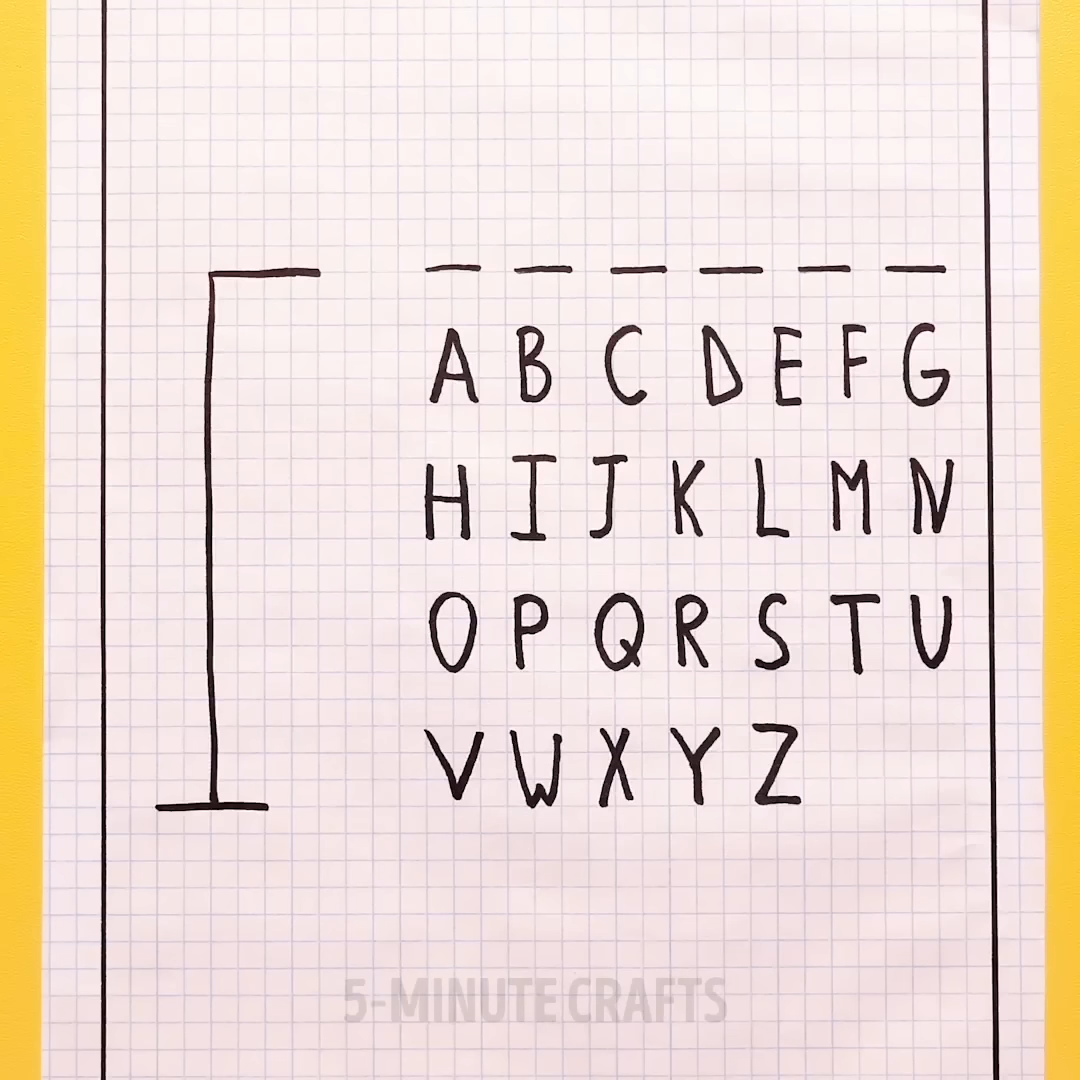 A B C D E F G
H I J K L M N
O P Q R S T U
V W X Y Z
5-MINUTE CRAFTS